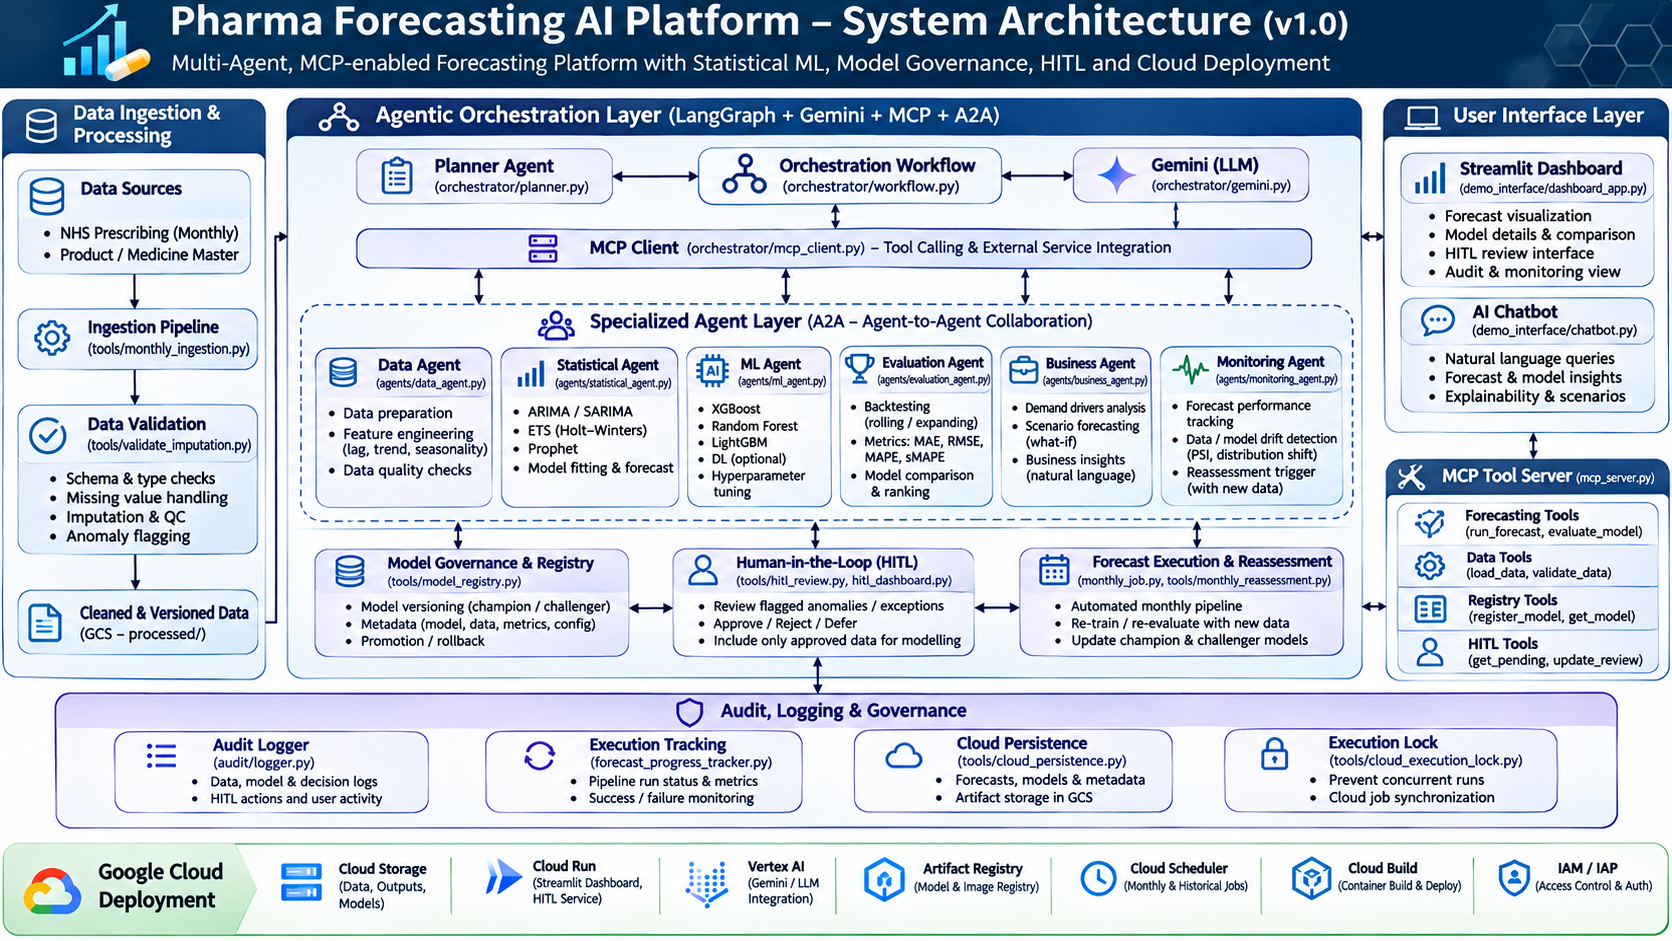 Pharma Forecasting AI Platform – System Architecture (v1.0)
Multi-Agent, MCP-enabled Forecasting Platform with Statistical ML, Model Governance, HITL and Cloud Deployment
Data Ingestion &
Processing
Data Sources
• NHS Prescribing (Monthly)
• Product / Medicine Master
Ingestion Pipeline
(tools/monthly_ingestion.py)
Data Validation
(tools/validate_imputation.py)
• Schema & type checks
• Missing value handling
• Imputation & QC
• Anomaly flagging
Cleaned & Versioned Data
(GCS – processed/)
Agentic Orchestration Layer (LangGraph + Gemini + MCP + A2A)
Planner Agent
(orchestrator/planner.py)
Orchestration Workflow
(orchestrator/workflow.py)
Gemini (LLM)
(orchestrator/gemini.py)
MCP Client (orchestrator/mcp_client.py) – Tool Calling & External Service Integration
Specialized Agent Layer (A2A – Agent-to-Agent Collaboration)
Data Agent
(agents/data_agent.py)
• Data preparation
• Feature engineering
(lag, trend, seasonality)
• Data quality checks
Statistical Agent
(agents/statistical_agent.py)
• ARIMA / SARIMA
• ETS (Holt–Winters)
• Prophet
• Model fitting & forecast
ML Agent
(agents/ml_agent.py)
AI
• XGBoost
• Random Forest
• LightGBM
• DL (optional)
• Hyperparameter
tuning
Evaluation Agent
(agents/evaluation_agent.py)
• Backtesting
(rolling / expanding)
• Metrics: MAE, RMSE,
MAPE, sMAPE
• Model comparison
& ranking
Business Agent
(agents/business_agent.py)
• Demand drivers analysis
• Scenario forecasting
(what-if)
• Business insights
(natural language)
Monitoring Agent
(agents/monitoring_agent.py)
• Forecast performance
tracking
• Data / model drift detection
(PSI, distribution shift)
• Reassessment trigger
(with new data)
Model Governance & Registry
(tools/model_registry.py)
• Model versioning (champion / challenger)
• Metadata (model, data, metrics, config)
• Promotion / rollback
Human-in-the-Loop (HITL)
(tools/hitl_review.py, hitl_dashboard.py)
• Review flagged anomalies / exceptions
• Approve / Reject / Defer
• Include only approved data for modelling
Forecast Execution & Reassessment
(monthly_job.py, tools/monthly_reassessment.py)
• Automated monthly pipeline
• Re-train / re-evaluate with new data
• Update champion & challenger models
User Interface Layer
Streamlit Dashboard
(demo_interface/dashboard_app.py)
• Forecast visualization
• Model details & comparison
• HITL review interface
• Audit & monitoring view
AI Chatbot
(demo_interface/chatbot.py)
• Natural language queries
• Forecast & model insights
• Explainability & scenarios
MCP Tool Server (mcp_server.py)
Forecasting Tools
(run_forecast, evaluate_model)
Data Tools
(load_data, validate_data)
Registry Tools
(register_model, get_model)
HITL Tools
(get_pending, update_review)
Audit, Logging & Governance
Audit Logger
(audit/logger.py)
• Data, model & decision logs
• HITL actions and user activity
Execution Tracking
(forecast_progress_tracker.py)
• Pipeline run status & metrics
• Success / failure monitoring
Cloud Persistence
(tools/cloud_persistence.py)
• Forecasts, models & metadata
• Artifact storage in GCS
Execution Lock
(tools/cloud_execution_lock.py)
• Prevent concurrent runs
• Cloud job synchronization
Google Cloud
Deployment
Cloud Storage
(Data, Outputs,
Models)
Cloud Run
(Streamlit Dashboard,
HITL Service)
Vertex AI
(Gemini / LLM
Integration)
Artifact Registry
(Model & Image Registry)
Cloud Scheduler
(Monthly & Historical Jobs)
Cloud Build
(Container Build & Deploy)
IAM / IAP
(Access Control & Auth)